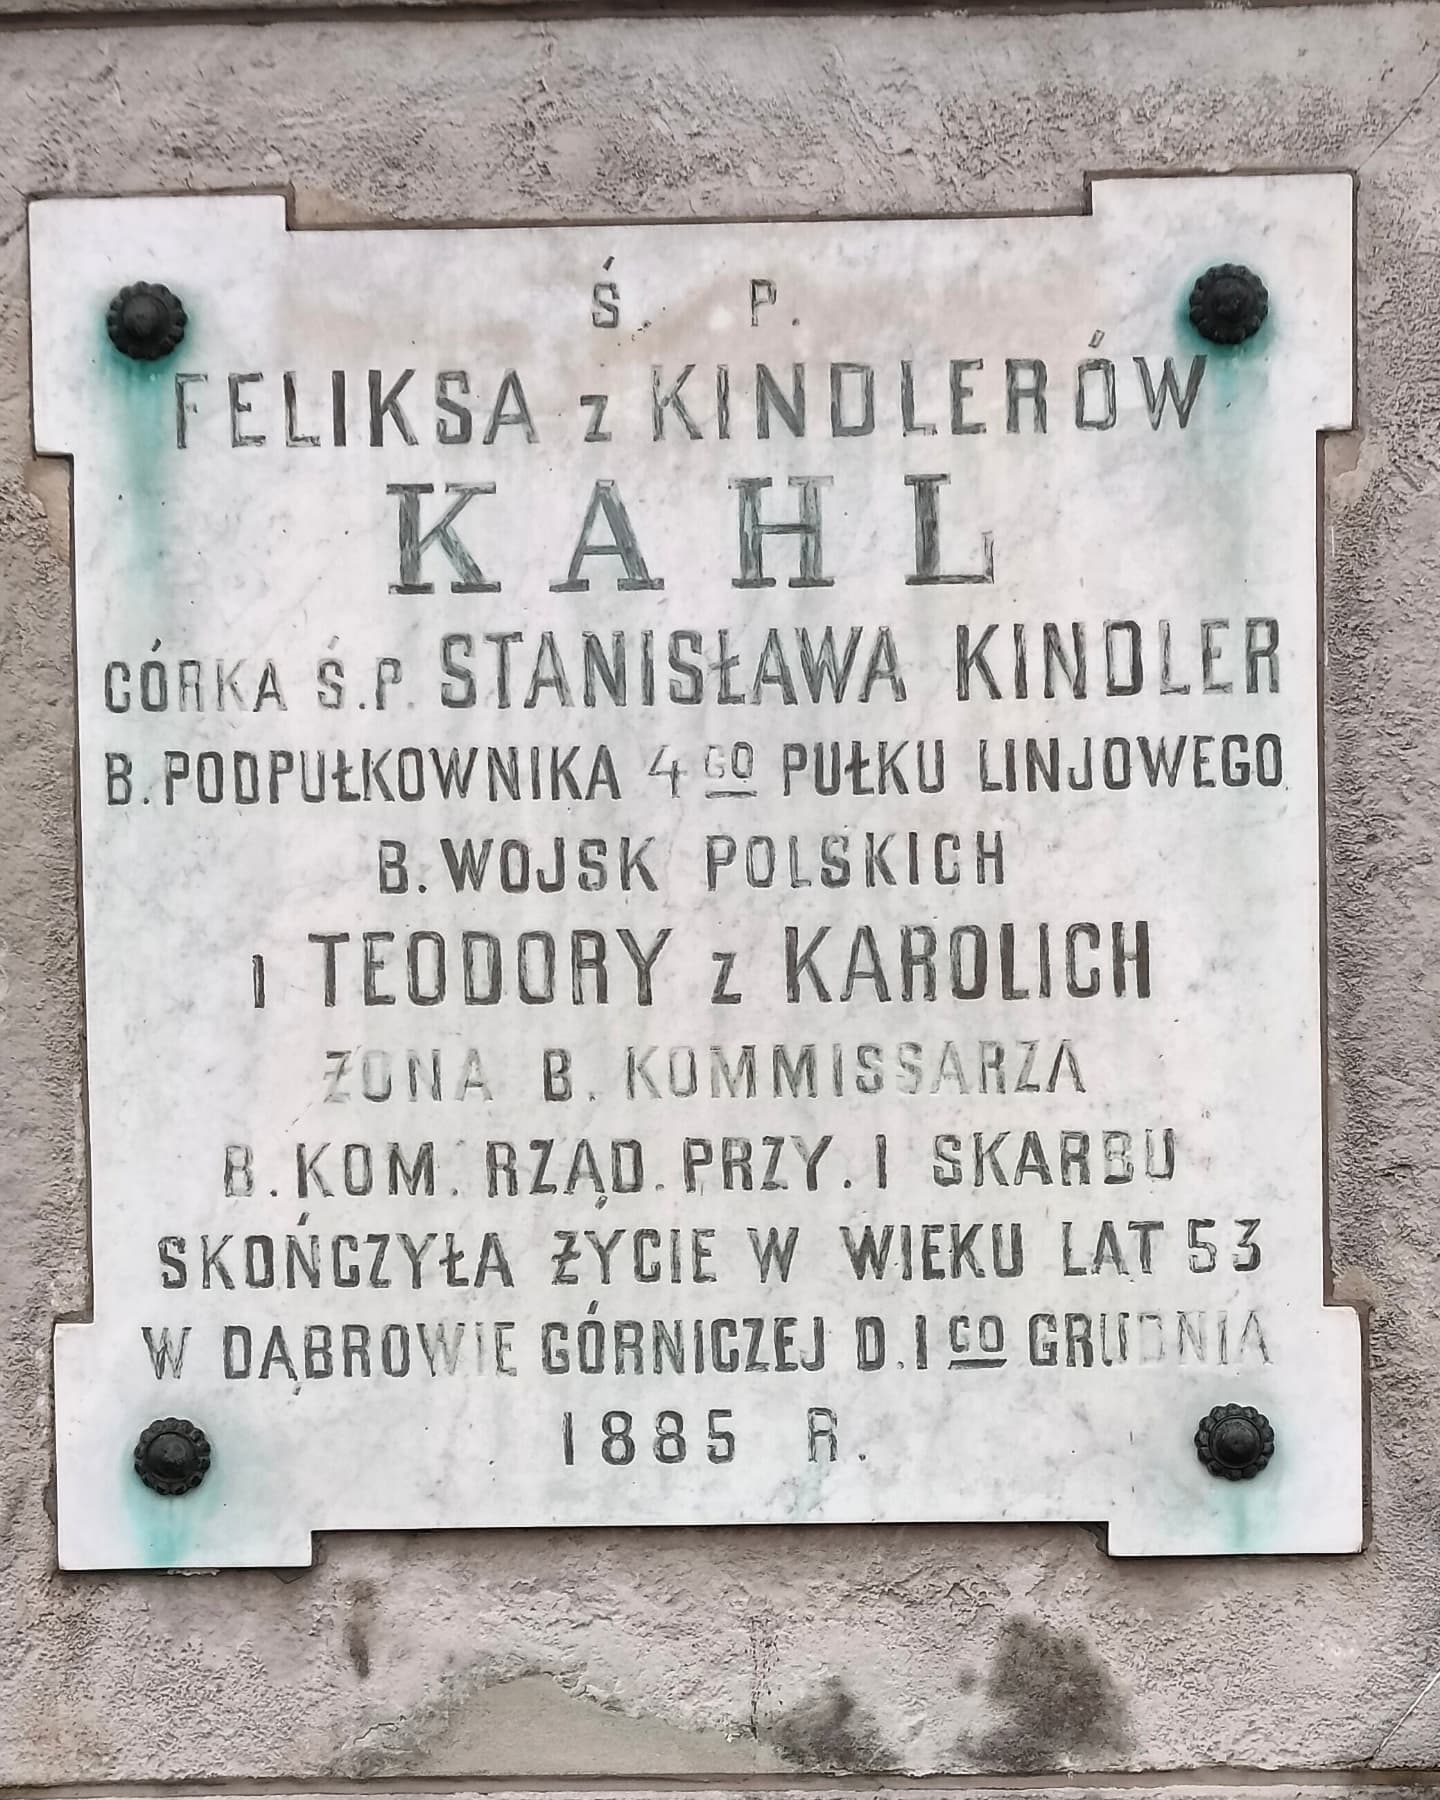 Ś. P.
FELIKSA z KINDLERÓW
KAHL
CÓRKA Ś.P. STANISŁAWA KINDLER
B. PODPUŁKOWNIKA 4GO PUŁKU LINJOWEGO
B. WOJSK POLSKICH
I TEODORY z KAROLICH
ŻONA B. KOMMISSARZA
B. KOM. RZĄD. PRZY. I SKARBU
SKOŃCZYŁA ŻYCIE W WIEKU LAT 53
W DĄBROWIE GÓRNICZEJ D. 1GO GRUDNIA
1885 R.